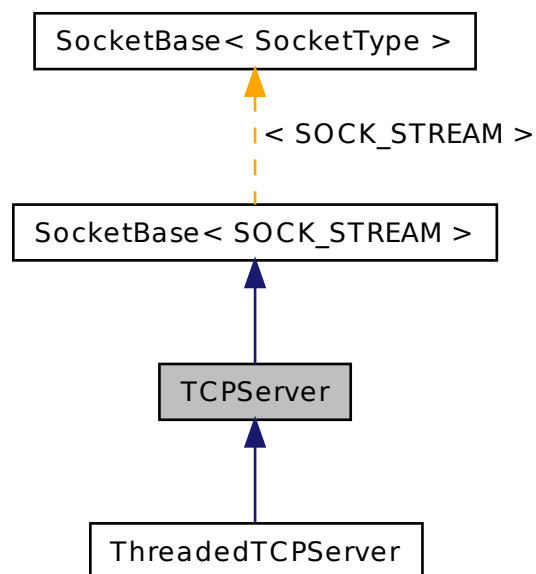 SocketBase< SocketType >
< SOCK_STREAM >
SocketBase< SOCK_STREAM >
TCPServer
ThreadedTCPServer